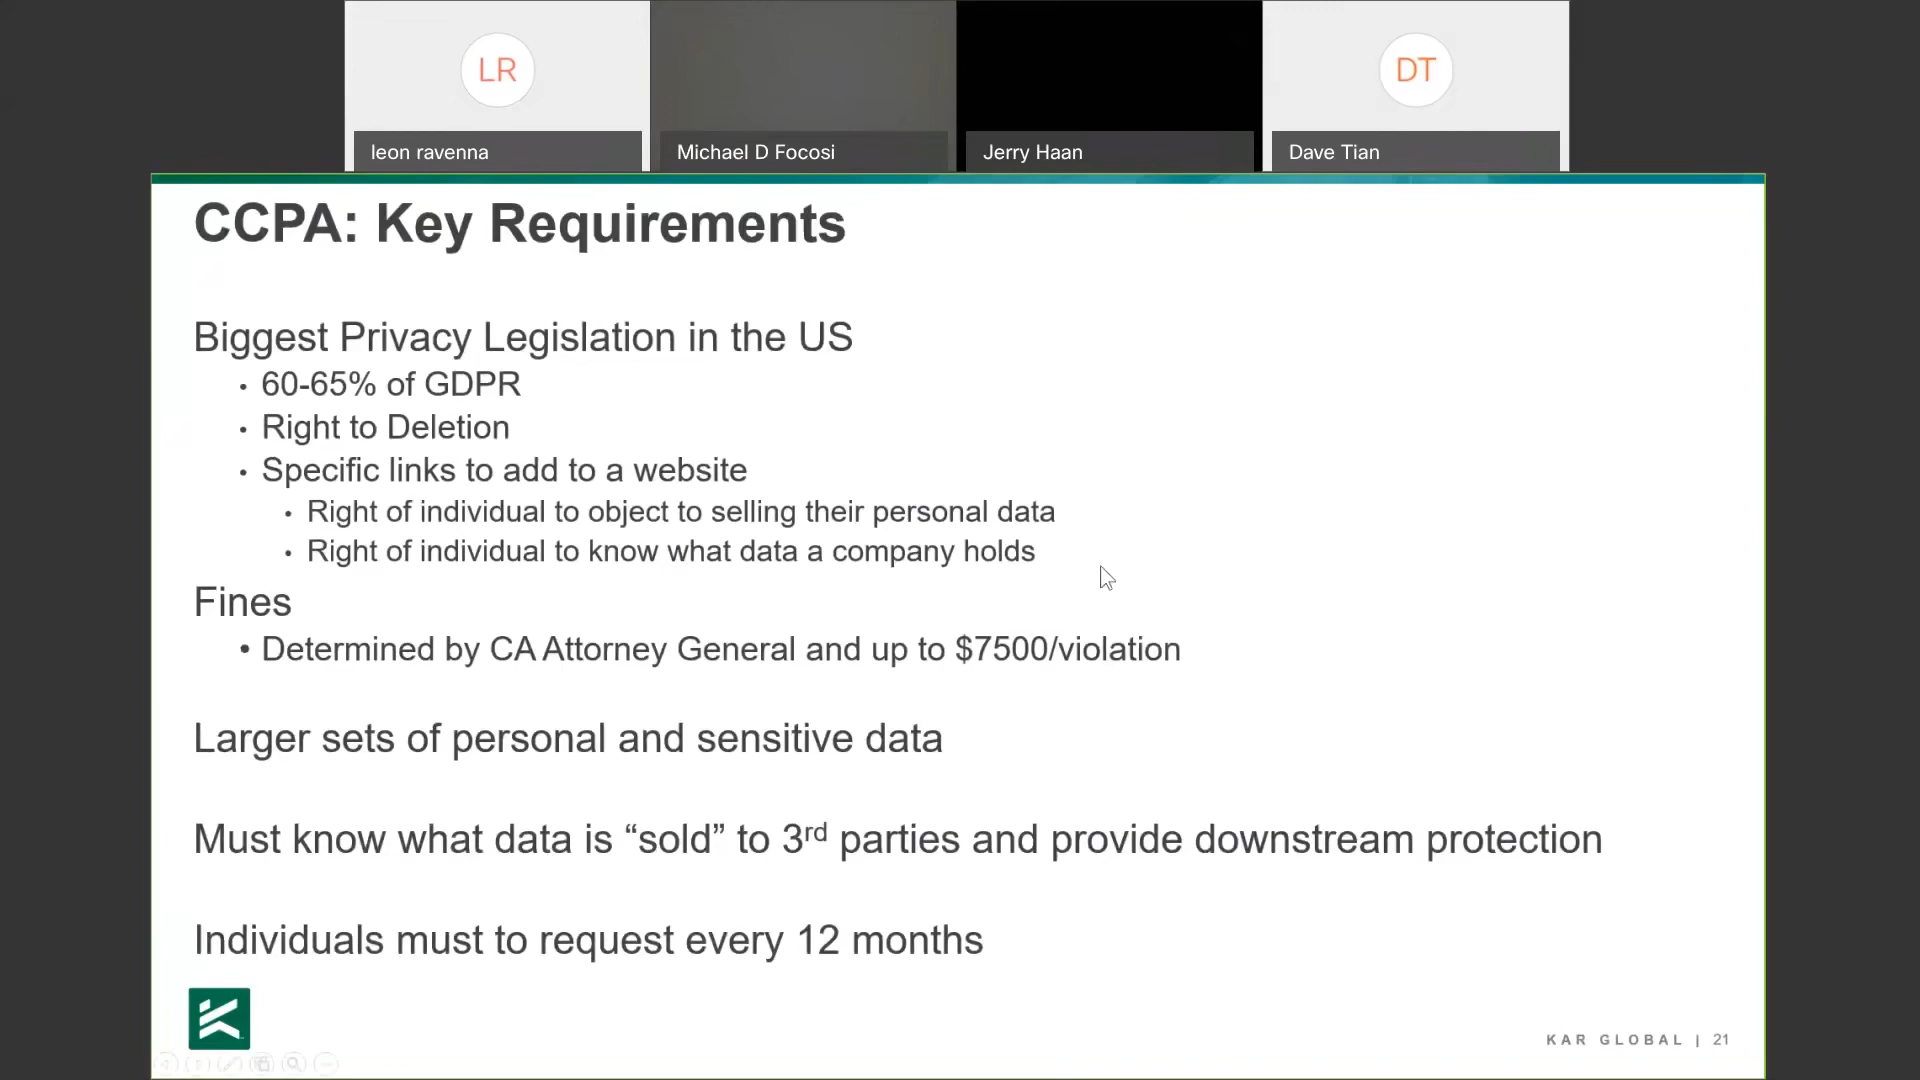 LR
DT
leon ravenna
Michael D Focosi
Jerry Haan
Dave Tian
CCPA: Key Requirements
Biggest Privacy Legislation in the US
• 60-65% of GDPR
• Right to Deletion
• Specific links to add to a website
• Right of individual to object to selling their personal data
• Right of individual to know what data a company holds
Fines
• Determined by CA Attorney General and up to $7500/violation
Larger sets of personal and sensitive data
Must know what data is “sold” to 3rd parties and provide downstream protection
Individuals must to request every 12 months
KAR GLOBAL | 21